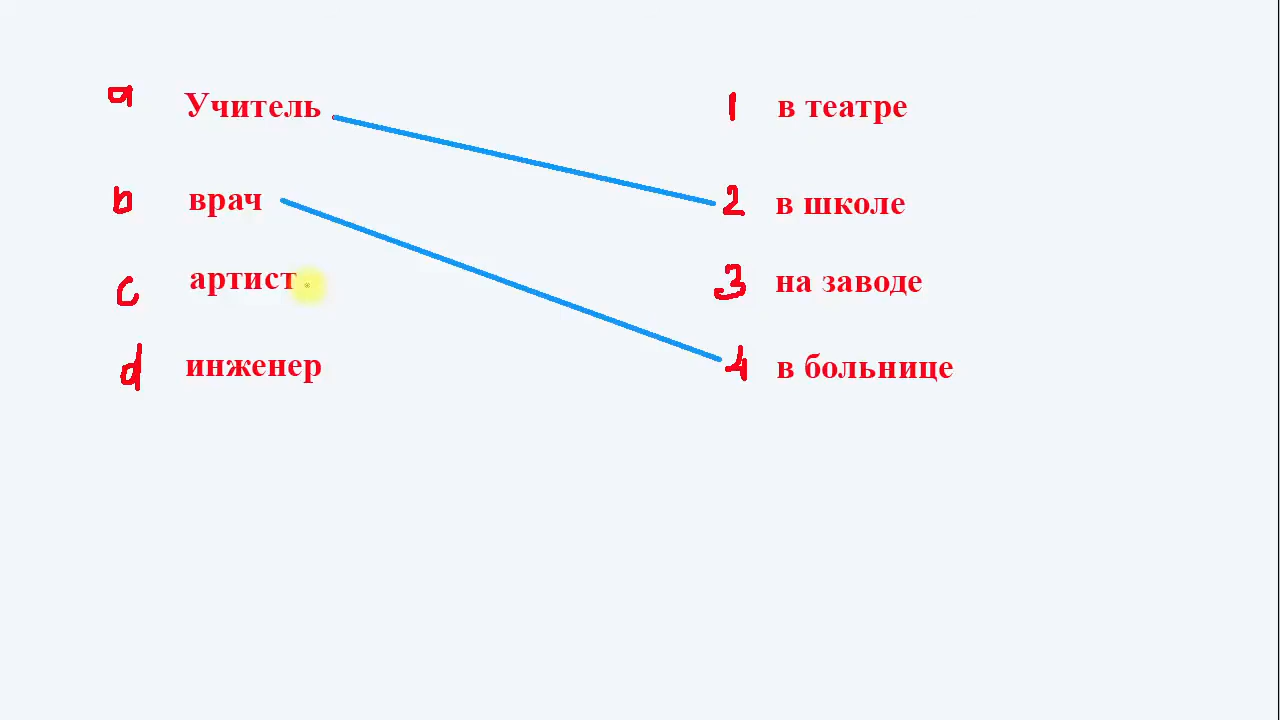 a Учитель 1 в театре
b врач 2 в школе
c артист 3 на заводе
d инженер 4 в больнице